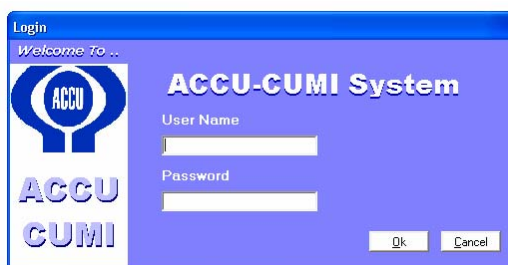 Login
Welcome To ..
ACCU
ACCU-CUMI System
User Name
Password
ACCU
CUMI
Ok
Cancel